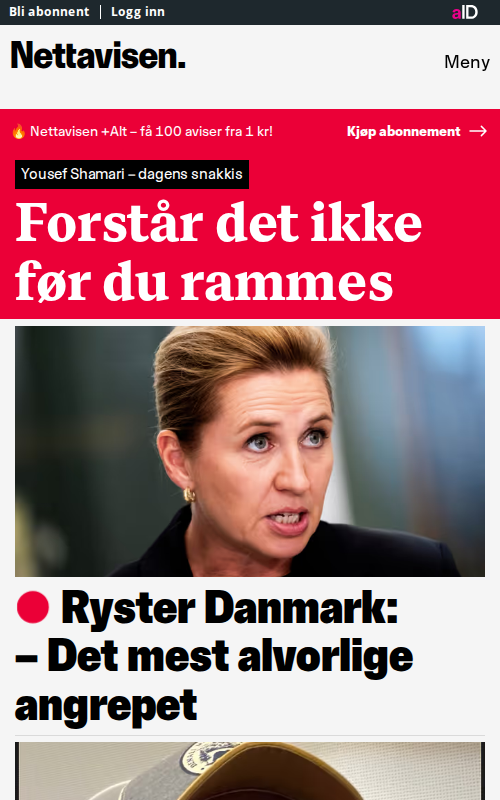 Bli abonnent | Logg inn
aID
Nettavisen.
Meny
🔥 Nettavisen +Alt – få 100 aviser fra 1 kr!
Kjøp abonnement →
Yousef Shamari – dagens snakkis
Forstår det ikke
før du rammes
Ryster Danmark:
– Det mest alvorlige
angrepet